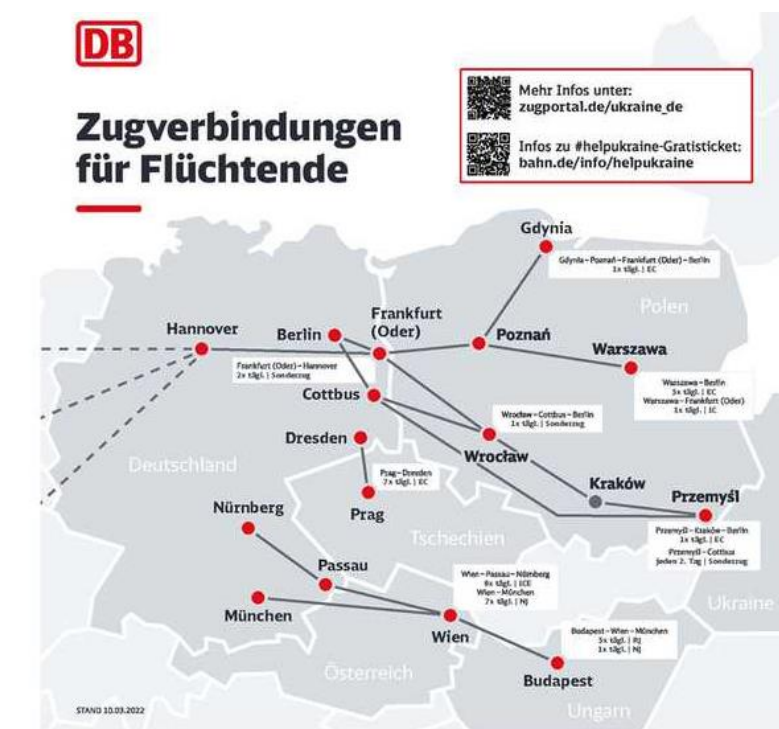 DB
Zugverbindungen
für Flüchtende
Mehr Infos unter:
zugportal.de/ukraine_de
Infos zu #helpukraine-Gratisticket:
bahn.de/info/helpukraine
Gdynia
Gdynia–Poznań–Frankfurt (Oder)–Berlin
1x tägl. | EC
Polen
Hannover
Berlin
Frankfurt
(Oder)
Poznań
Warszawa
Frankfurt (Oder)–Hannover
2x tägl. | Sonderzug
Warszawa–Berlin
5x tägl. | EC
Warszawa–Frankfurt (Oder)
1x tägl. | IC
Cottbus
Wrocław–Cottbus–Berlin
1x tägl. | Sonderzug
Dresden
Wrocław
Deutschland
Prag–Dresden
7x tägl. | EC
Kraków
Przemyśl
Nürnberg
Prag
Tschechien
Przemyśl–Kraków–Berlin
1x tägl. | EC
Przemyśl–Cottbus
jeden 2. Tag | Sonderzug
Passau
Wien–Passau–Nürnberg
8x tägl. | ICE
Wien–München
7x tägl. | NJ
Ukraine
München
Wien
Budapest–Wien–München
3x tägl. | RJ
1x tägl. | NJ
Österreich
Budapest
STAND 10.03.2022
Ungarn